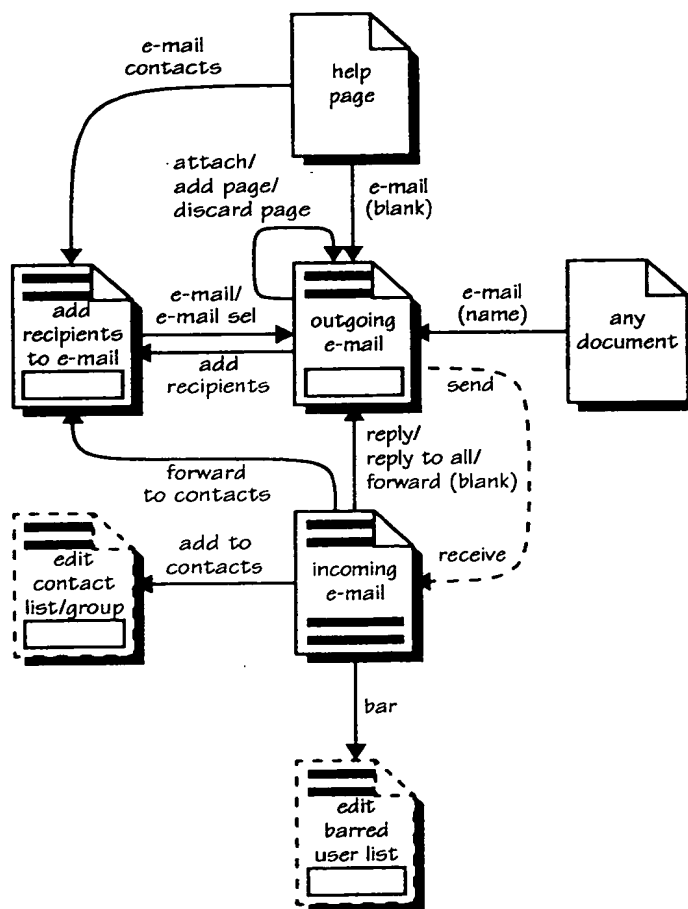 e-mail
contacts
help
page
attach/
add page/
discard page
e-mail
(blank)
add
recipients
to e-mail
e-mail/
e-mail sel
add
recipients
outgoing
e-mail
e-mail
(name)
any
document
send
reply/
reply to all/
forward (blank)
forward
to contacts
receive
edit
contact
list/group
add to
contacts
incoming
e-mail
bar
edit
barred
user list